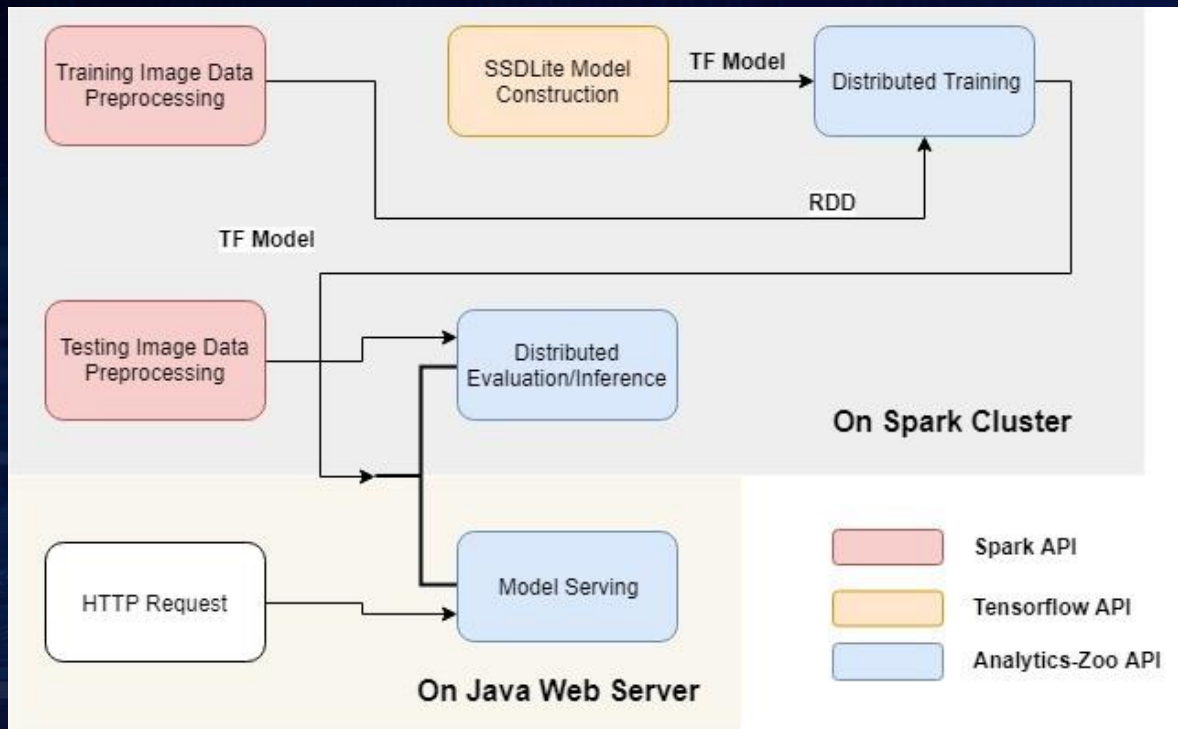 Training Image Data
Preprocessing
SSDLite Model
Construction
TF Model
Distributed Training
RDD
TF Model
Testing Image Data
Preprocessing
Distributed
Evaluation/Inference
On Spark Cluster
HTTP Request
Model Serving
On Java Web Server
Spark API
Tensorflow API
Analytics-Zoo API